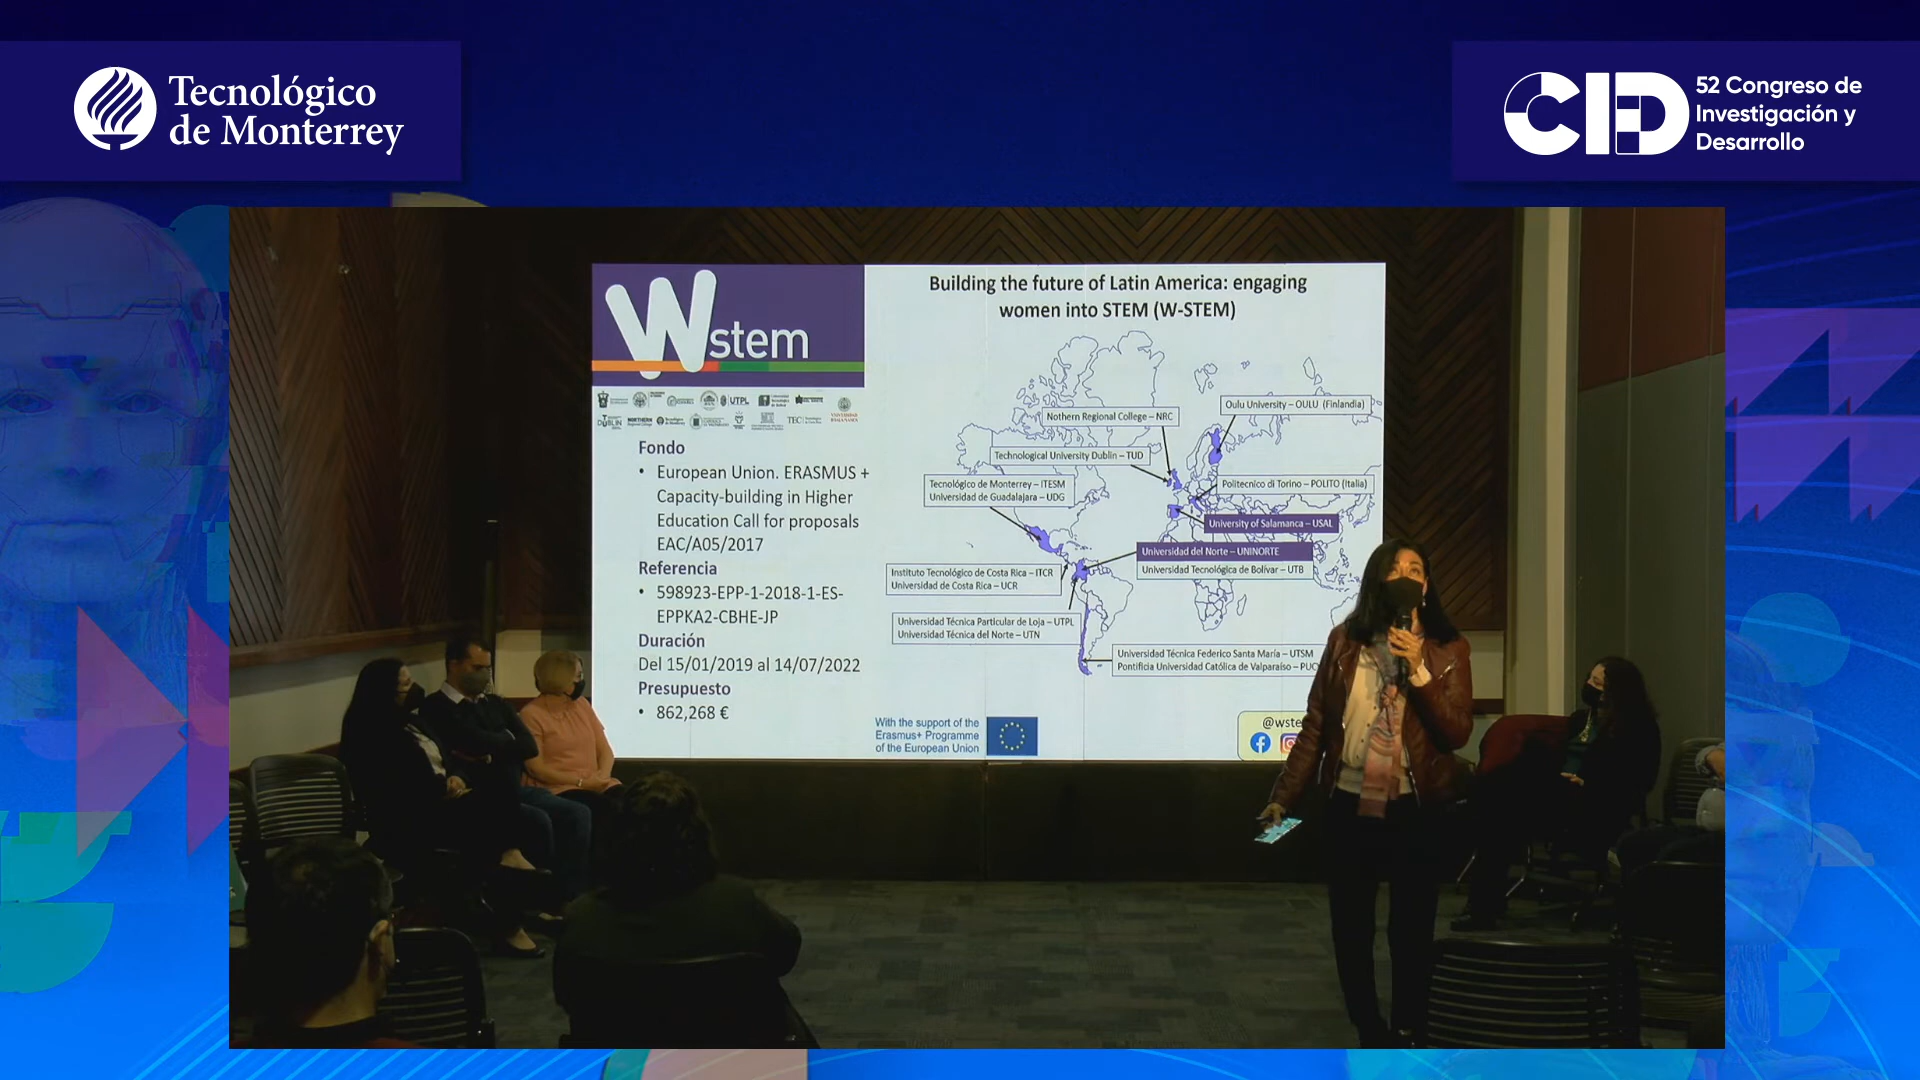 Tecnológico
de Monterrey
CID
52 Congreso de
Investigación y
Desarrollo
Wstem
Building the future of Latin America: engaging
women into STEM (W-STEM)
UTPL
DUBLIN
NORTHERN
TEC
Fondo
• European Union. ERASMUS +
Capacity-building in Higher
Education Call for proposals
EAC/A05/2017
Referencia
• 598923-EPP-1-2018-1-ES-
EPPKA2-CBHE-JP
Duración
Del 15/01/2019 al 14/07/2022
Presupuesto
• 862,268 €
Oulu University – OULU (Finlandia)
Nothern Regional College – NRC
Technological University Dublin – TUD
Tecnológico de Monterrey – ITESM
Universidad de Guadalajara – UDG
Politecnico di Torino – POLITO (Italia)
University of Salamanca – USAL
Universidad del Norte – UNINORTE
Universidad Tecnológica de Bolívar – UTB
Instituto Tecnológico de Costa Rica – ITCR
Universidad de Costa Rica – UCR
Universidad Técnica Particular de Loja – UTPL
Universidad Técnica del Norte – UTN
Universidad Técnica Federico Santa María – UTSM
Pontificia Universidad Católica de Valparaíso – PUC
With the support of the
Erasmus+ Programme
of the European Union
@wste